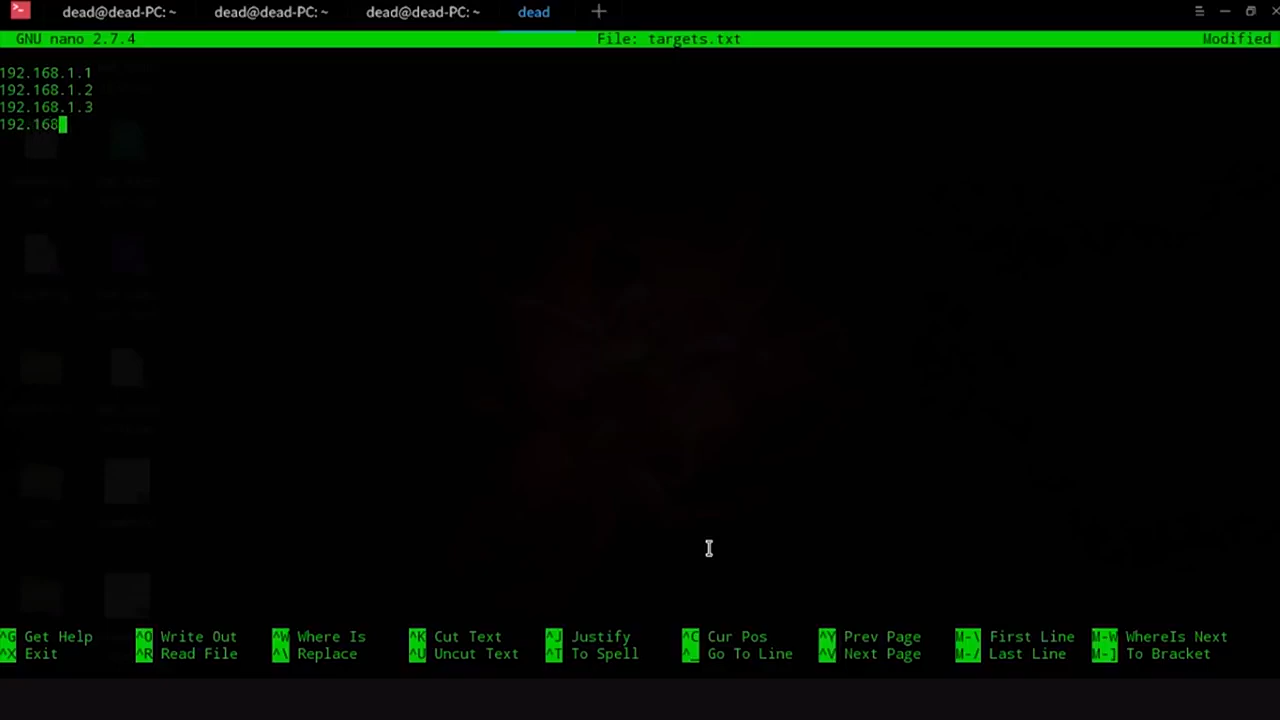 dead@dead-PC: ~ dead@dead-PC: ~ dead@dead-PC: ~ dead
GNU nano 2.7.4 File: targets.txt Modified
192.168.1.1
192.168.1.2
192.168.1.3
192.168
^G Get Help ^O Write Out ^W Where Is ^K Cut Text ^J Justify ^C Cur Pos ^Y Prev Page M-\ First Line M-W WhereIs Next
^X Exit ^R Read File ^\ Replace ^U Uncut Text ^T To Spell ^_ Go To Line ^V Next Page M-/ Last Line M-] To Bracket